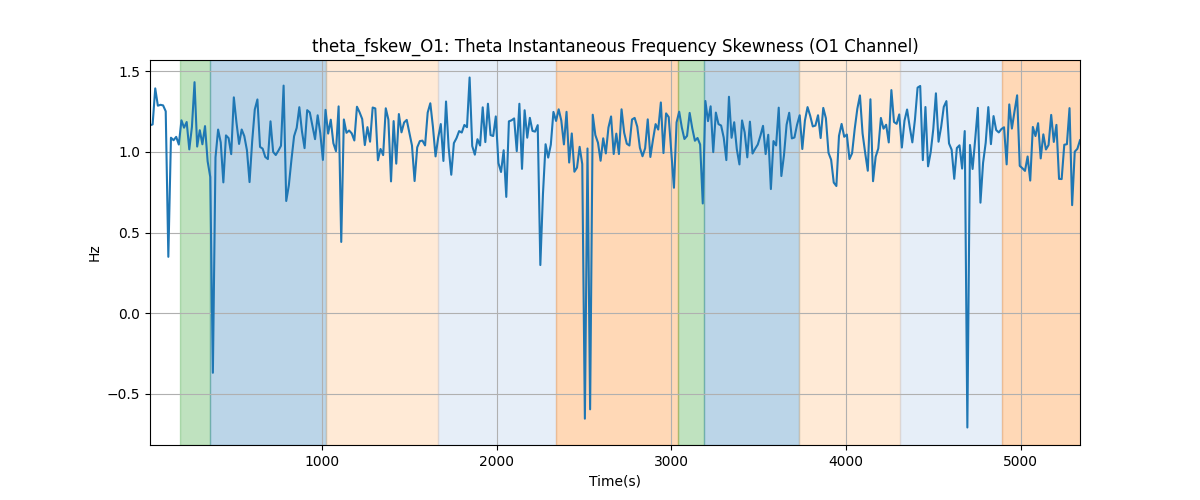 theta_fskew_O1: Theta Instantaneous Frequency Skewness (O1 Channel)
1.5
1.0
0.5
0.0
−0.5
Hz
1000 2000 3000 4000 5000
Time(s)